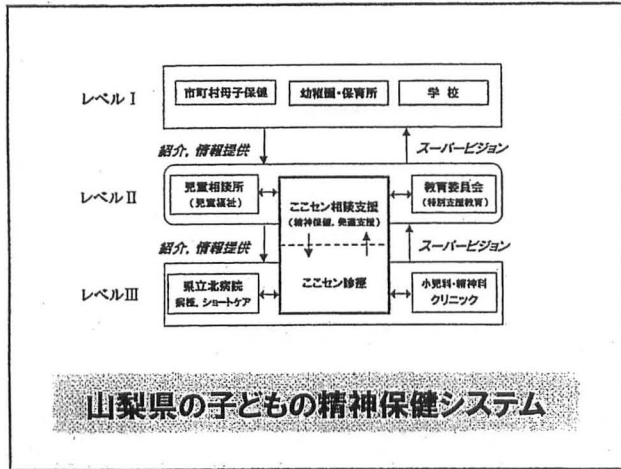 レベルⅠ
市町村母子保健
幼稚園・保育所
学校
紹介,情報提供
スーパービジョン
レベルⅡ
児童相談所
(児童福祉)
ここセン相談支援
(精神保健,発達支援)
教育委員会
(特別支援教育)
紹介,情報提供
スーパービジョン
レベルⅢ
県立北病院
病棟,ショートケア
ここセン診療
小児科・精神科
クリニック
山梨県の子どもの精神保健システム